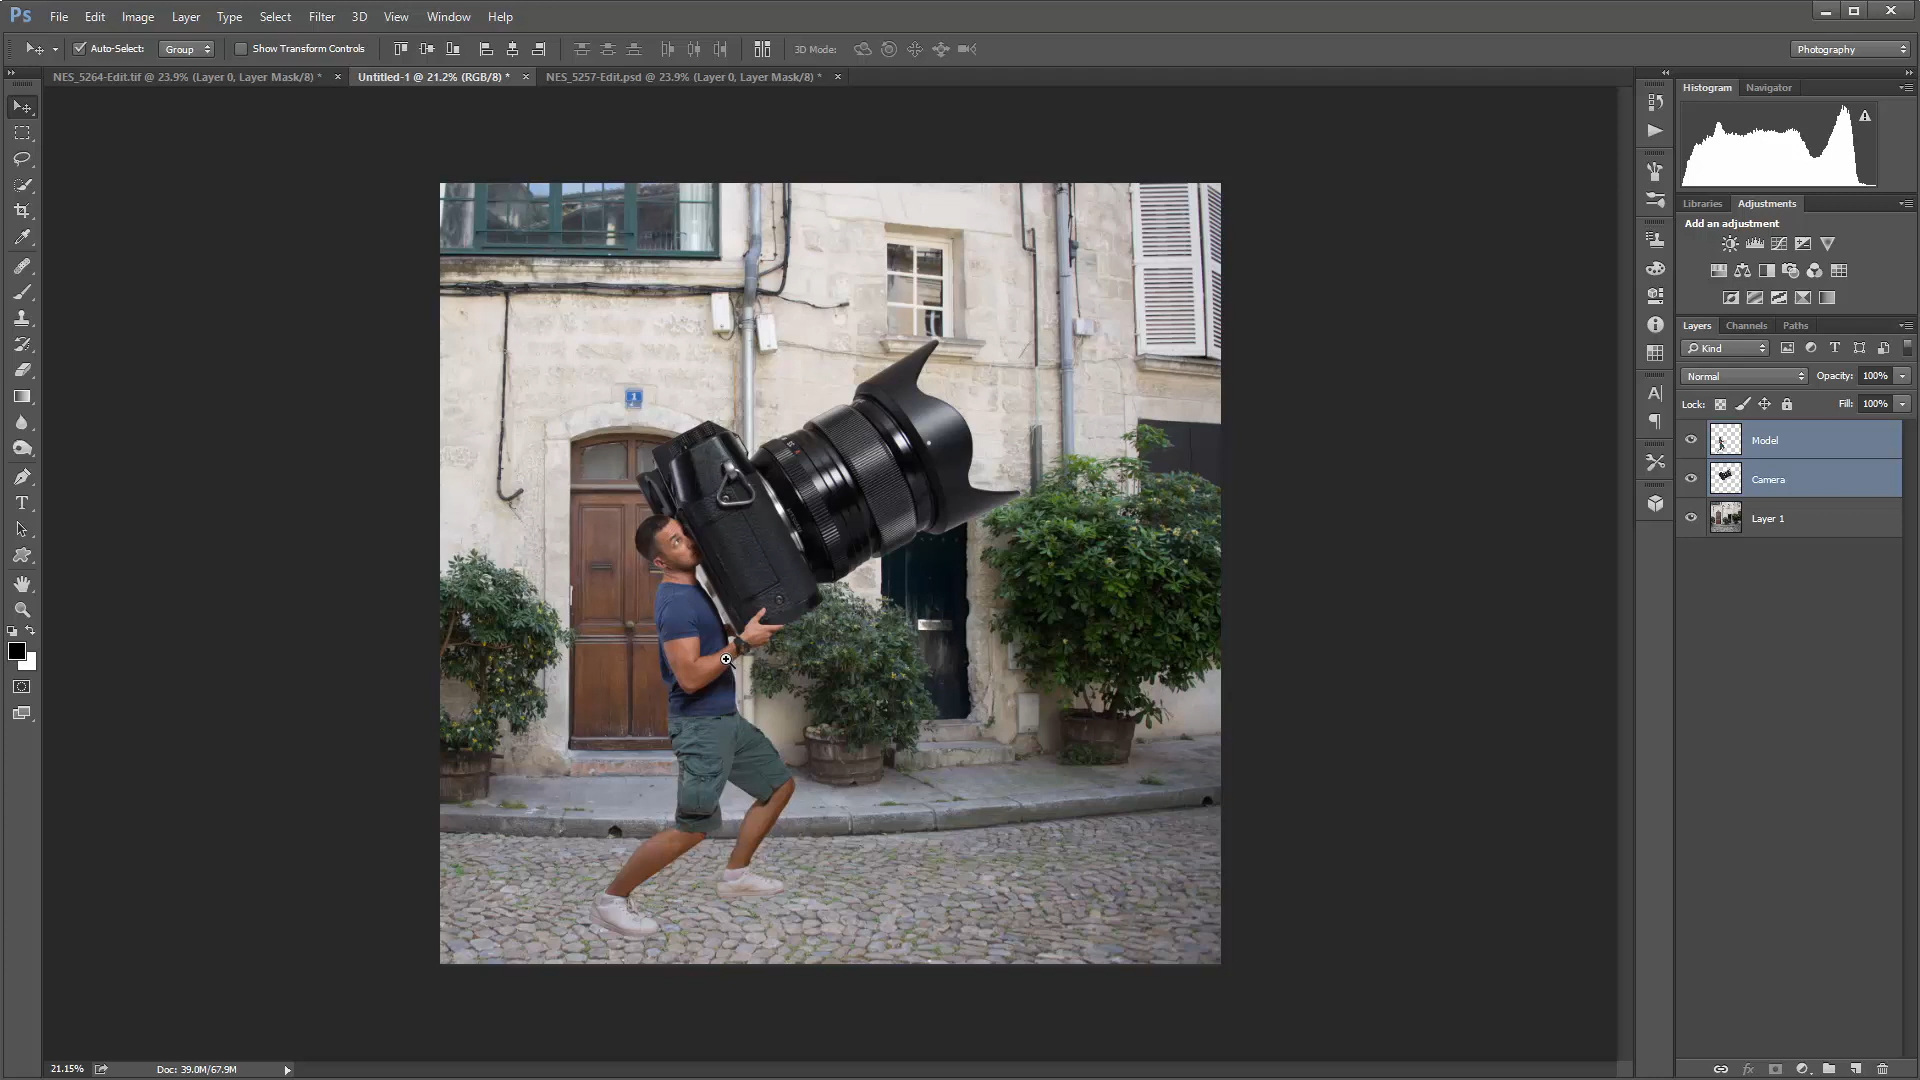 Ps File Edit Image Layer Type Select Filter 3D View Window Help
Auto-Select: Group Show Transform Controls 3D Mode: Photography
NES_5264-Edit.tif @ 23.9% (Layer 0, Layer Mask/8) * Untitled-1 @ 21.2% (RGB/8) * NES_5257-Edit.psd @ 23.9% (Layer 0, Layer Mask/8) *
Histogram Navigator
Libraries Adjustments
Add an adjustment
Layers Channels Paths
Kind
Normal Opacity: 100%
Lock: Fill: 100%
1
Model
Camera
Layer 1
21.15% Doc: 39.0M/67.9M